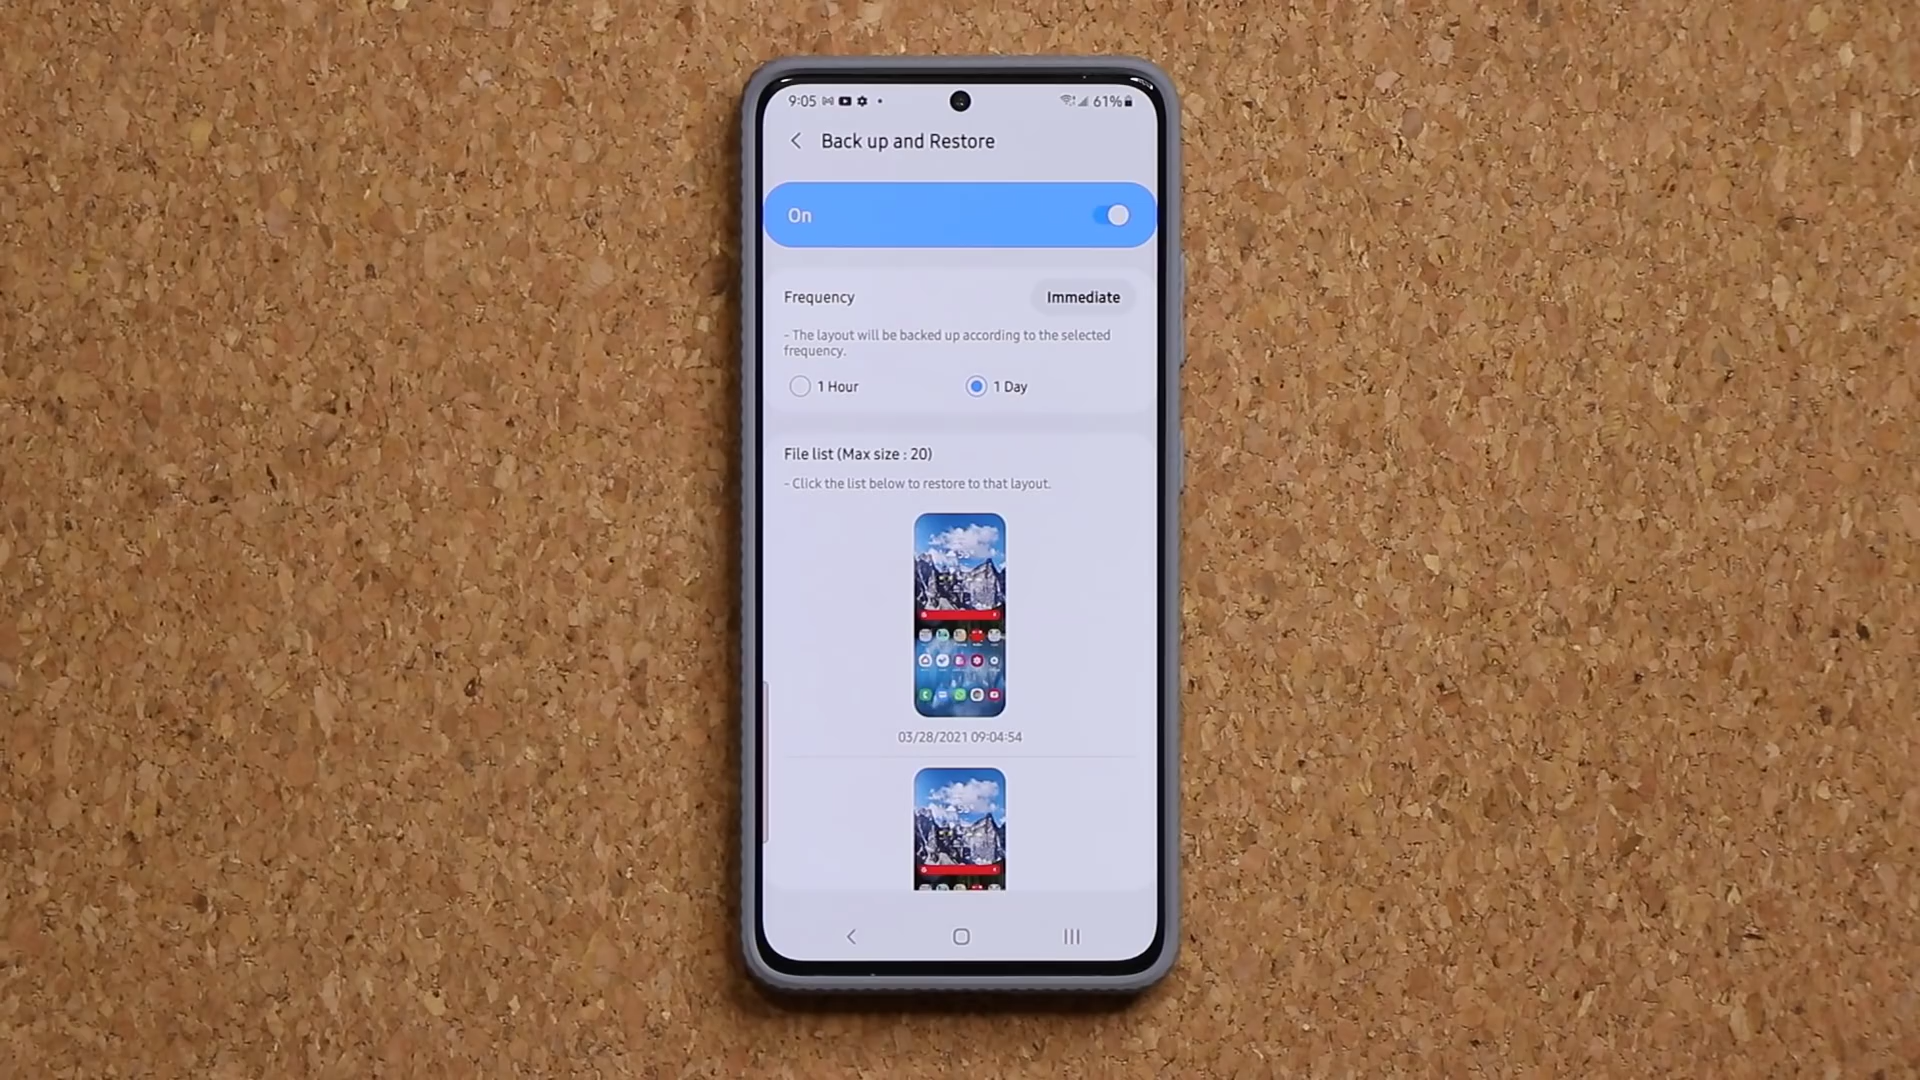 9:05
61%
Back up and Restore
On
Frequency
Immediate
- The layout will be backed up according to the selected
frequency.
1 Hour
1 Day
File list (Max size : 20)
- Click the list below to restore to that layout.
03/28/2021 09:04:54